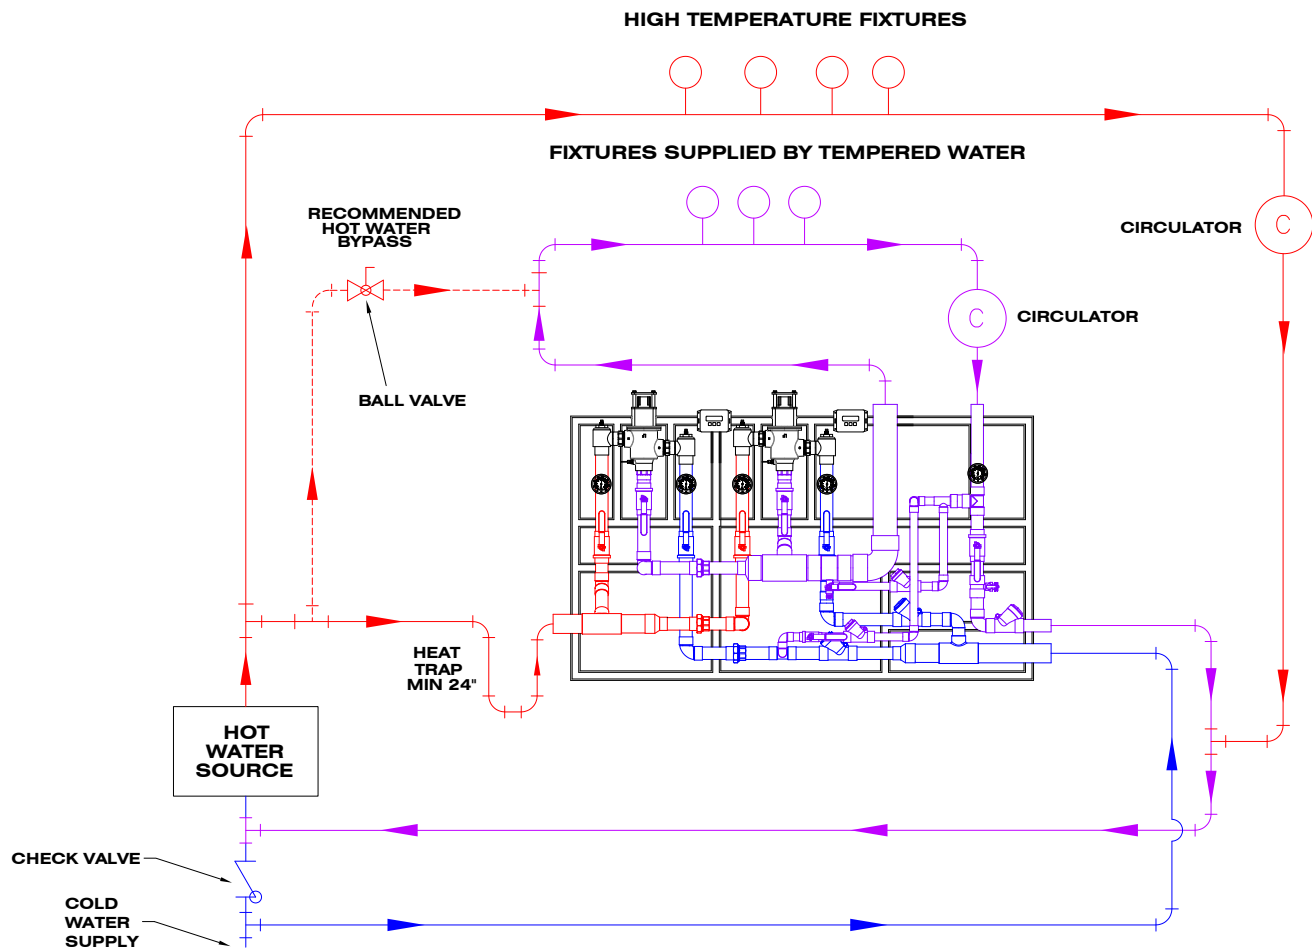 HIGH TEMPERATURE FIXTURES
FIXTURES SUPPLIED BY TEMPERED WATER
RECOMMENDED
HOT WATER
BYPASS
CIRCULATOR
C
C
CIRCULATOR
BALL VALVE
HEAT
TRAP
MIN 24"
HOT
WATER
SOURCE
CHECK VALVE
COLD
WATER
SUPPLY